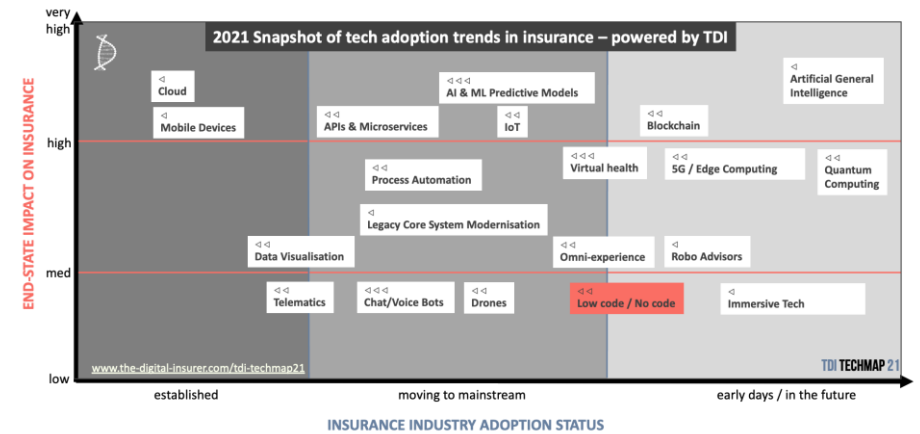 very
high
2021 Snapshot of tech adoption trends in insurance – powered by TDI
Cloud
Mobile Devices
APIs & Microservices
AI & ML Predictive Models
IoT
Blockchain
Artificial General
Intelligence
high
Process Automation
Virtual health
5G / Edge Computing
Quantum
Computing
Legacy Core System Modernisation
Data Visualisation
Omni-experience
Robo Advisors
med
Telematics
Chat/Voice Bots
Drones
Low code / No code
Immersive Tech
www.the-digital-insurer.com/tdi-techmap21
TDI TECHMAP 21
low
END-STATE IMPACT ON INSURANCE
established
moving to mainstream
early days / in the future
INSURANCE INDUSTRY ADOPTION STATUS